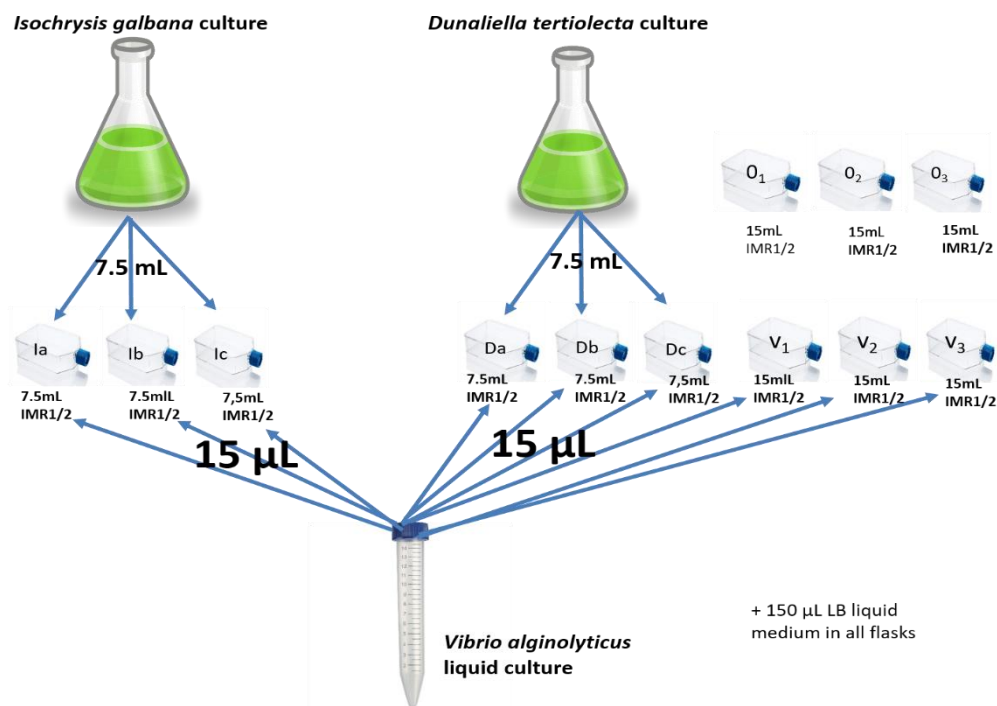 Isochrysis galbana culture
Dunaliella tertiolecta culture
7.5 mL
7.5 mL
O₁
O₂
O₃
15mL
IMR1/2
15mL
IMR1/2
15mL
IMR1/2
Ia
Ib
Ic
Da
Db
Dc
V₁
V₂
V₃
7.5mL
IMR1/2
7.5mlL
IMR1/2
7,5mL
IMR1/2
7.5mL
IMR1/2
7.5mL
IMR1/2
7,5mL
IMR1/2
15mlL
IMR1/2
15mL
IMR1/2
15mL
IMR1/2
15 µL
15 µL
Vibrio alginolyticus
liquid culture
+ 150 µL LB liquid
medium in all flasks